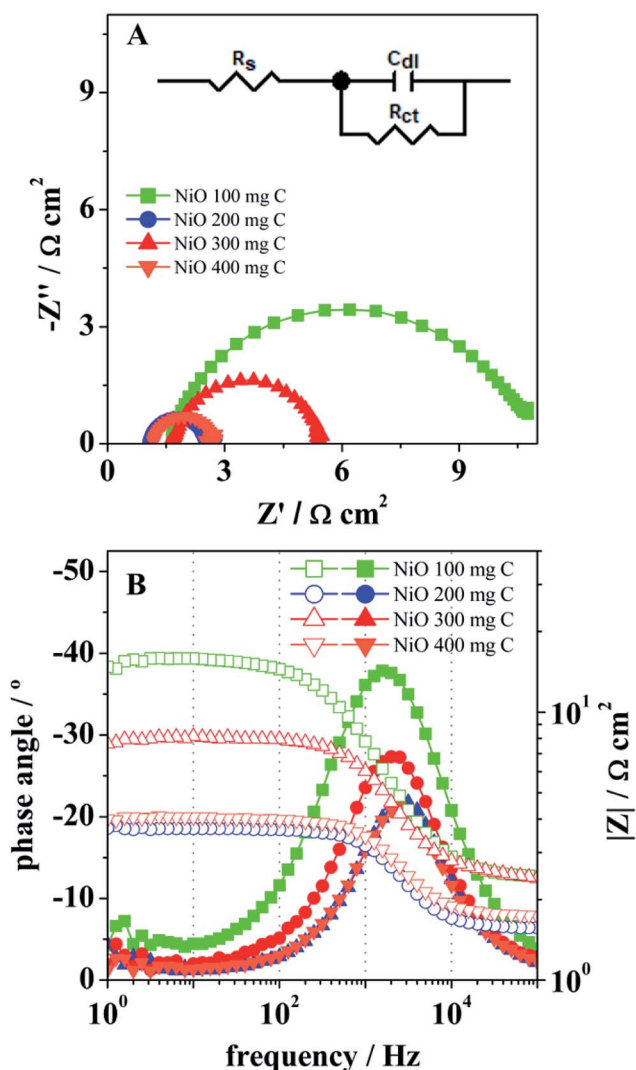 A
Rs
Cdl
Rct
9
6
3
0
-Z'' / Ω cm²
NiO 100 mg C
NiO 200 mg C
NiO 300 mg C
NiO 400 mg C
0 3 6 9
Z' / Ω cm²
B
-50
-40
-30
-20
-10
0
phase angle / º
NiO 100 mg C
NiO 200 mg C
NiO 300 mg C
NiO 400 mg C
10¹
10⁰
|Z| / Ω cm²
10⁰ 10² 10⁴
frequency / Hz